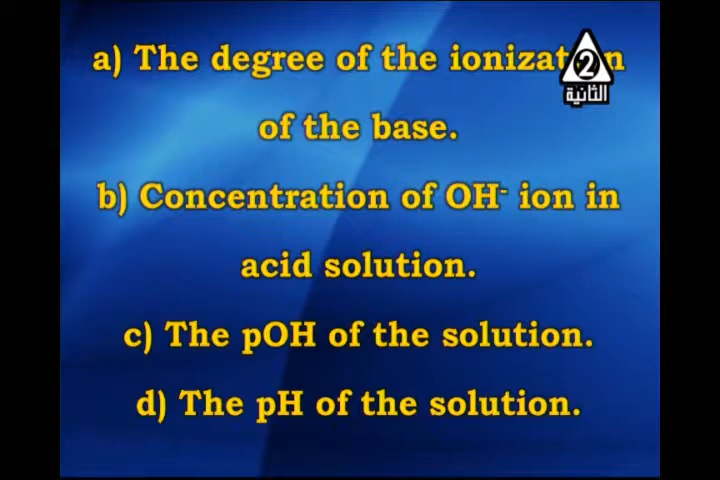 a) The degree of the ionization
of the base.
b) Concentration of OH⁻ ion in
acid solution.
c) The pOH of the solution.
d) The pH of the solution.
2
الثانية